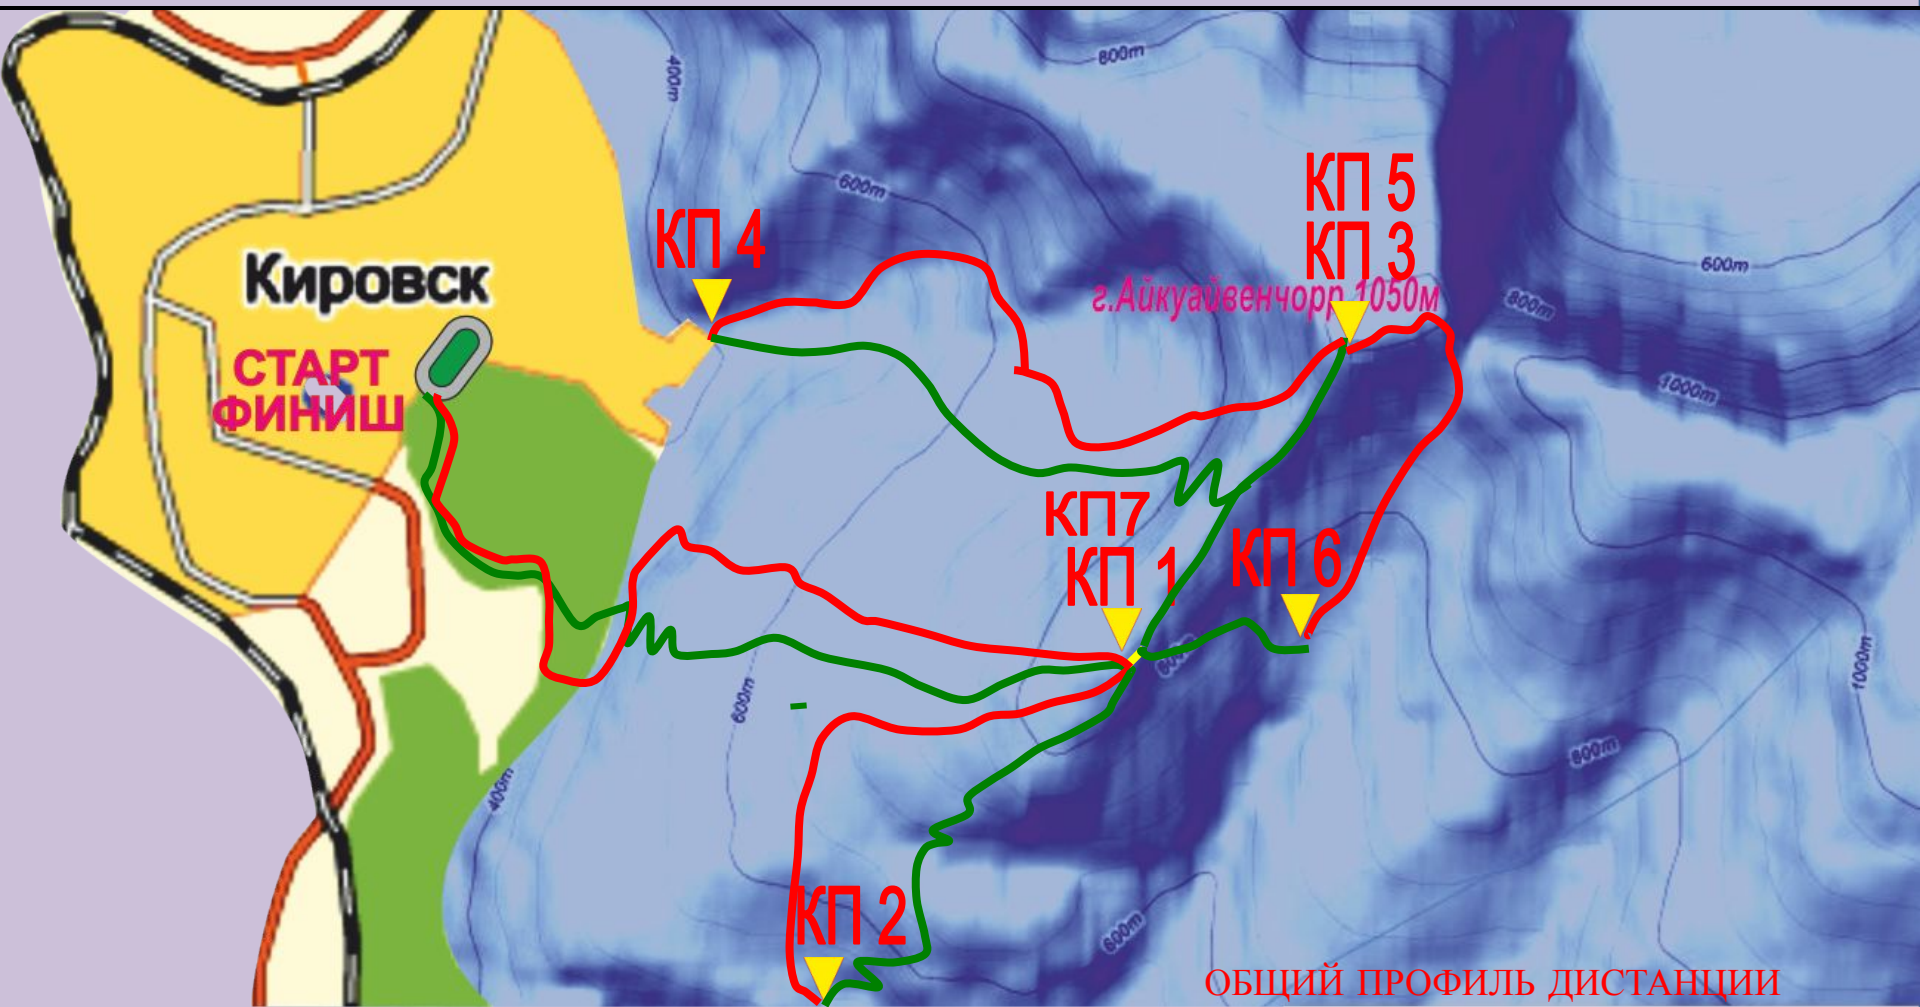 400m
800m
КП 5
КП 4
600m
КП 3
Кировск
г.Айкуайвенчорр 1050м
600m
800m
СТАРТ
ФИНИШ
1000m
КП7
КП 6
КП 1
800m
600m
1000m
400m
800m
КП 2
600m
ОБЩИЙ ПРОФИЛЬ ДИСТАНЦИИ